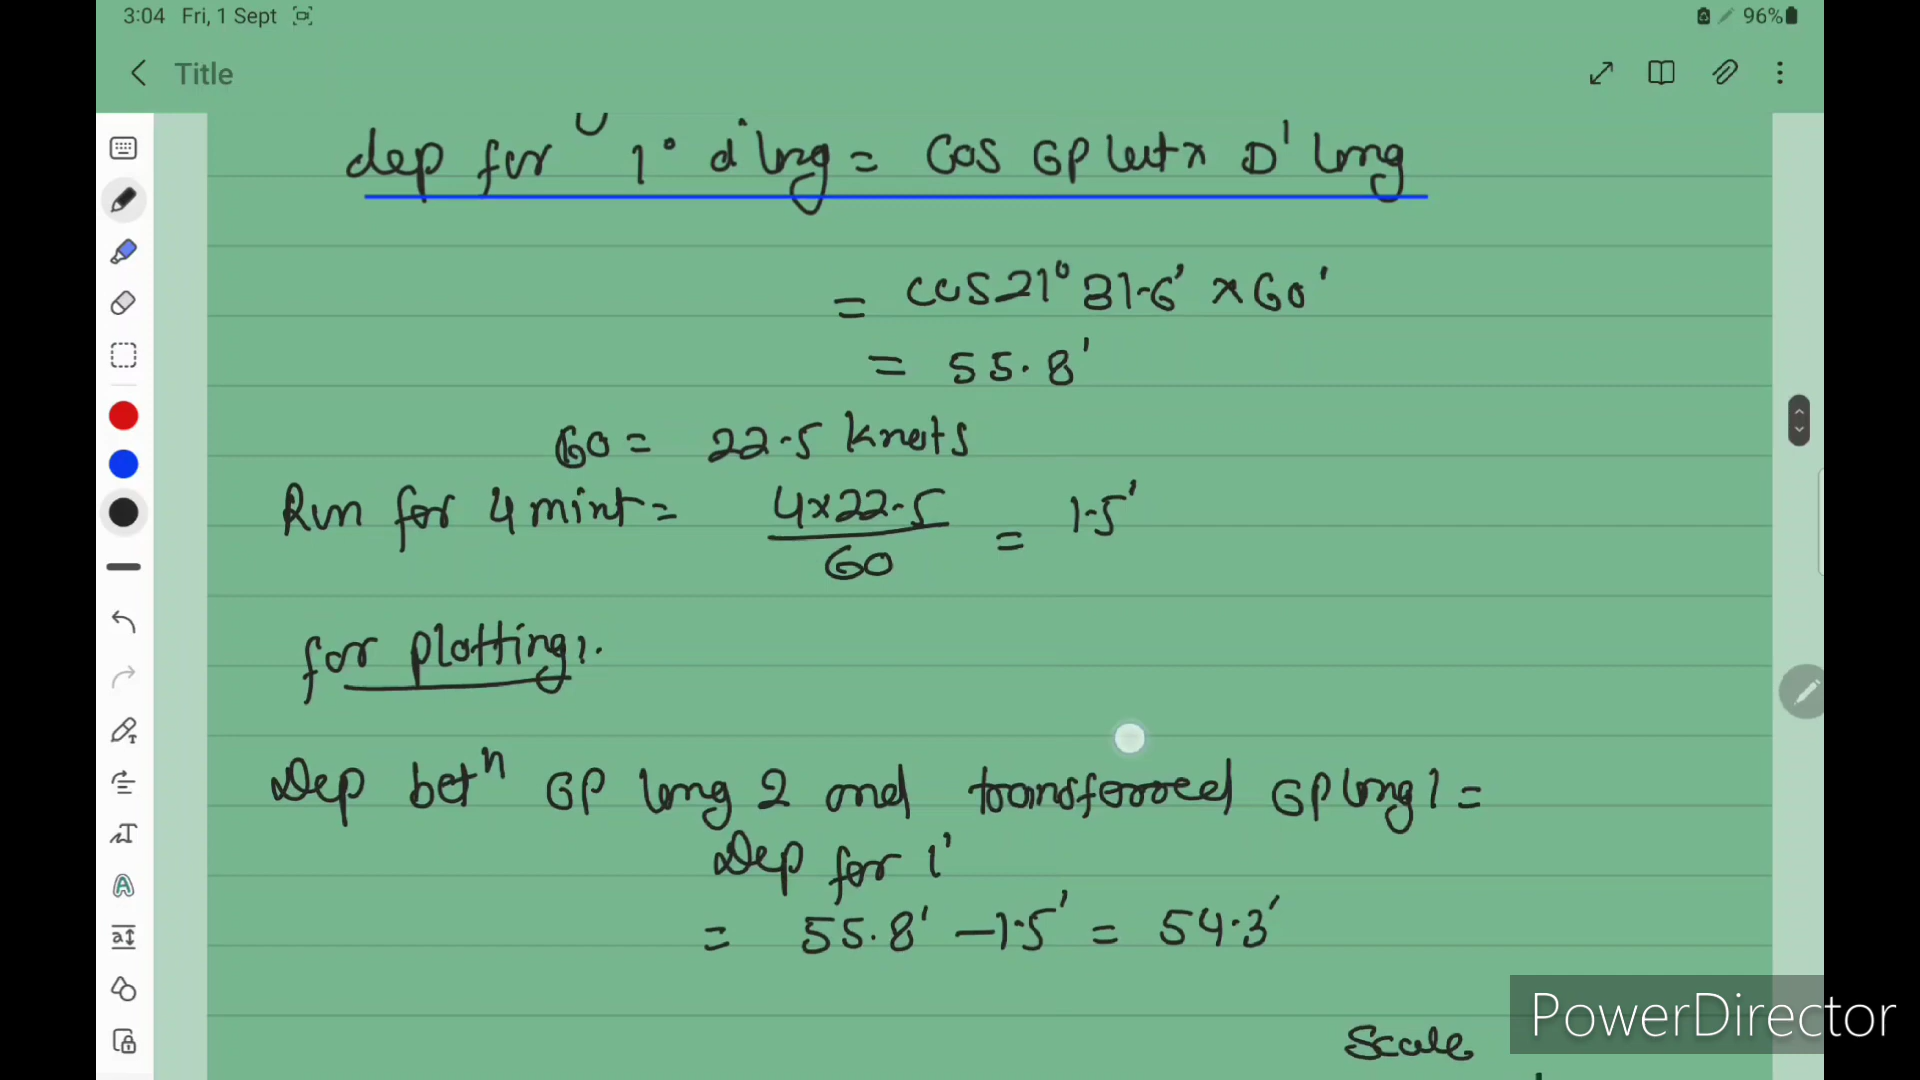 3:04 Fri, 1 Sept 96%
Title
dep for 1° d'lng = Cos GP lat x D' long
= cos 21° 31.6' x 60'
= 55.8'
60 = 22.5 knots
Run for 4 mint = 4x22.5
60
= 1.5'
for plotting:.
Dep betn GP long 2 and transferred GP long 1 =
Dep for 1'
= 55.8' - 1.5' = 54.3'
Scale
PowerDirector